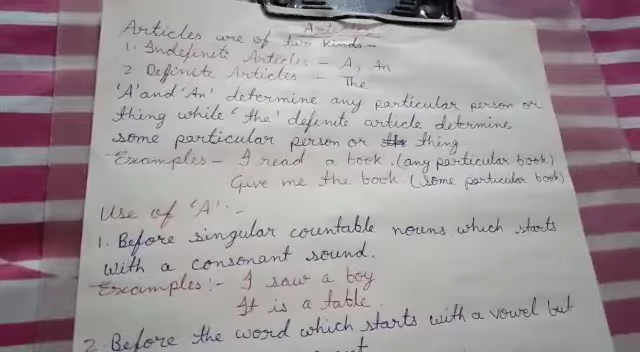 Articles
Articles are of two kinds -
1. Indefinite Articles - A, An
2 Definite Articles - The
'A' and 'An' determine any particular person or
thing while 'the' definite article determine
some particular person or thing
Examples - I read a book. (any particular book)
Give me the book (some particular book)
Use of 'A' :-
1. Before singular countable nouns which starts
with a consonant sound.
Examples :- I saw a boy
It is a table.
2. Before the word which starts with a vowel but